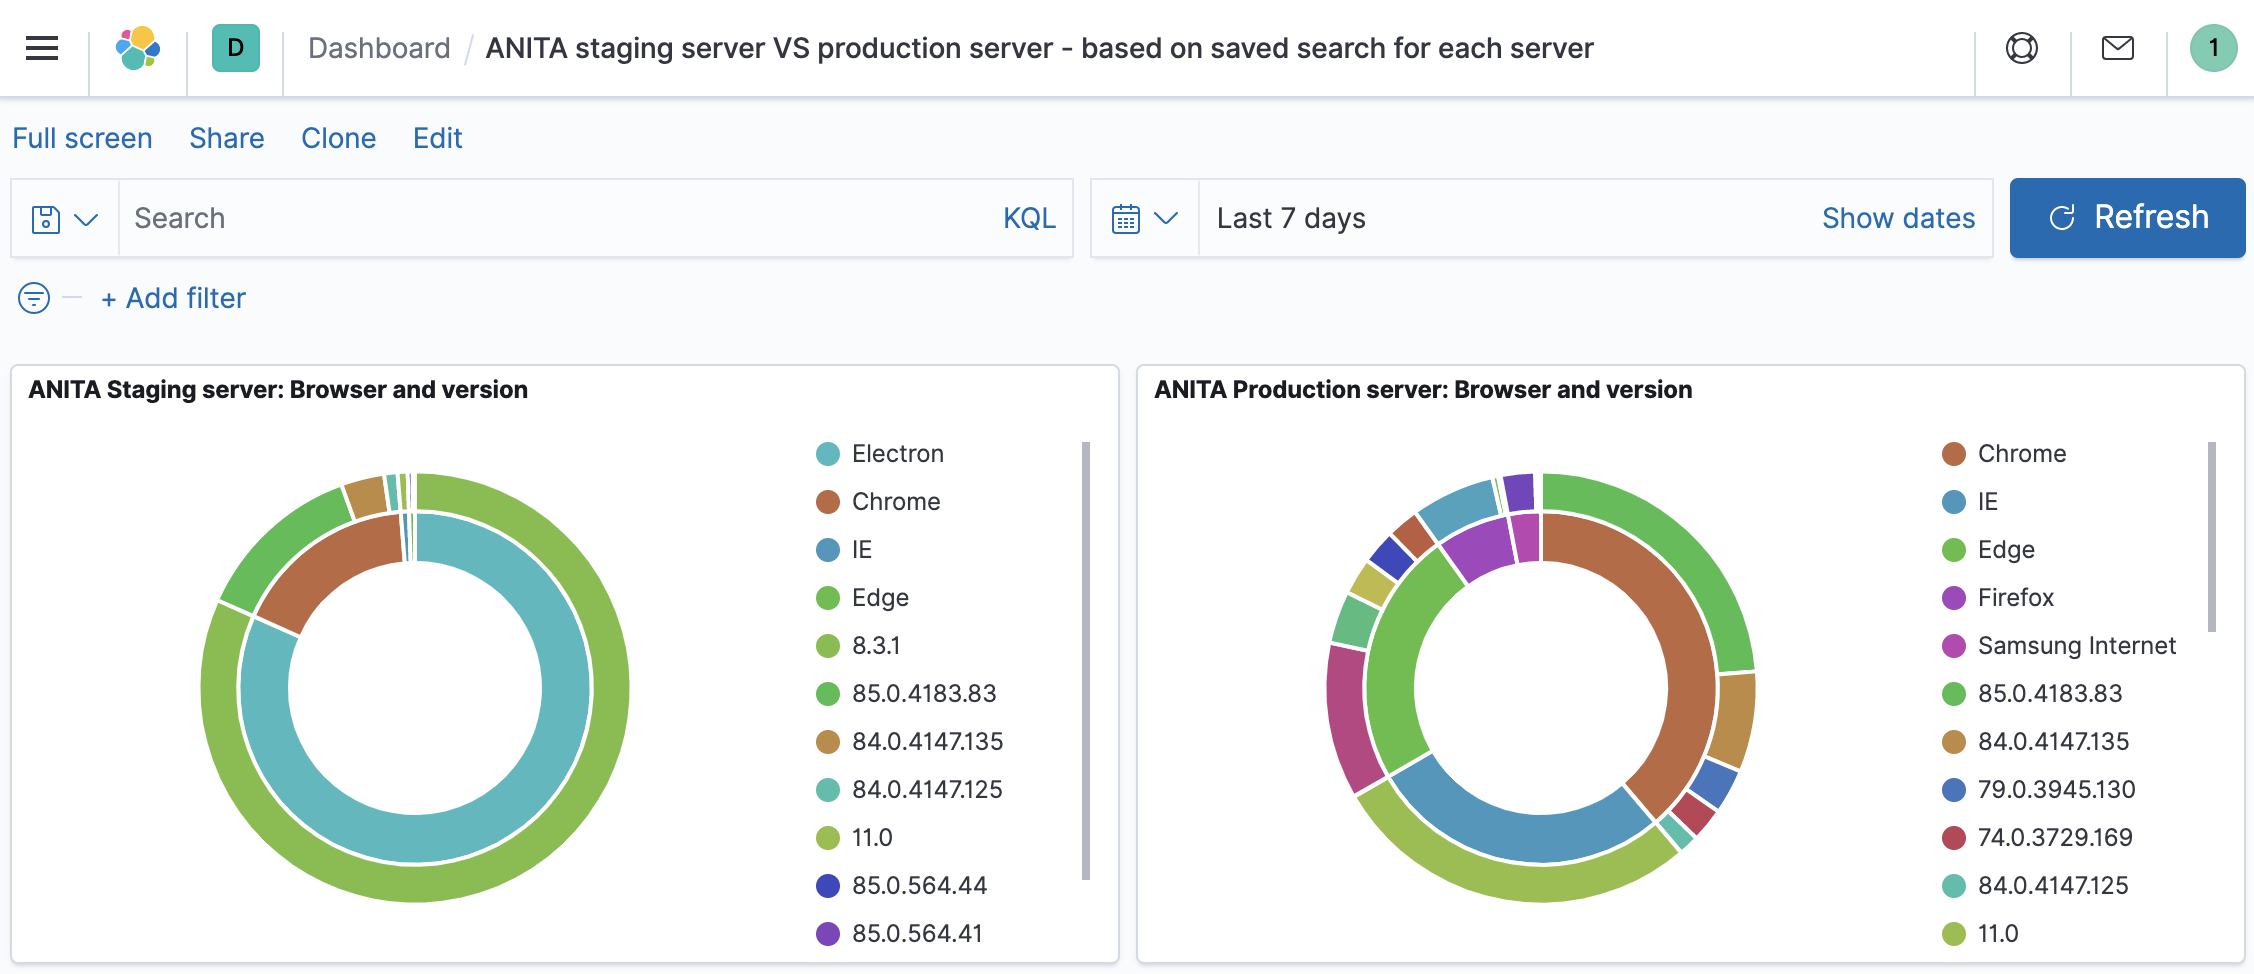 D
Dashboard / ANITA staging server VS production server - based on saved search for each server
1
Full screen Share Clone Edit
Search KQL
Last 7 days Show dates
Refresh
+ Add filter
ANITA Staging server: Browser and version
Electron
Chrome
IE
Edge
8.3.1
85.0.4183.83
84.0.4147.135
84.0.4147.125
11.0
85.0.564.44
85.0.564.41
ANITA Production server: Browser and version
Chrome
IE
Edge
Firefox
Samsung Internet
85.0.4183.83
84.0.4147.135
79.0.3945.130
74.0.3729.169
84.0.4147.125
11.0